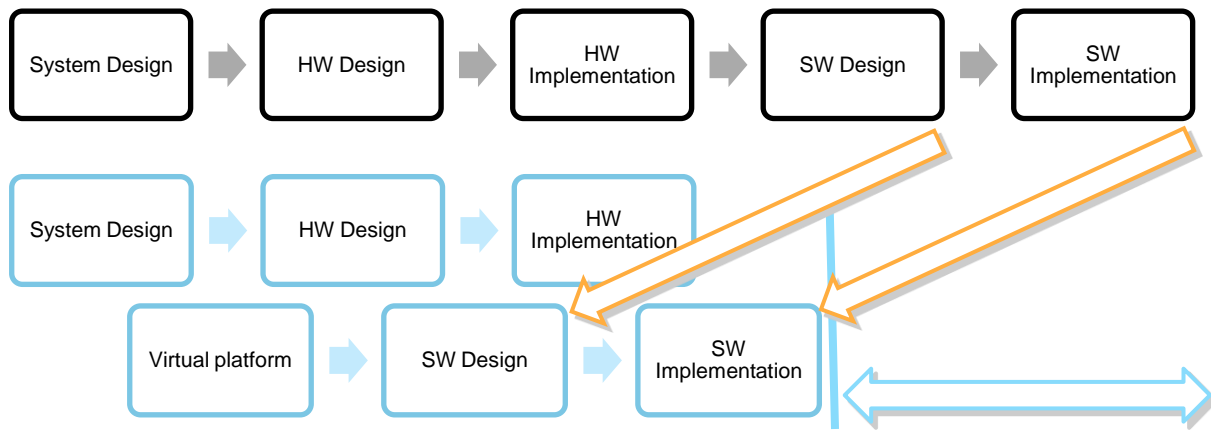 System Design
HW Design
HW
Implementation
SW Design
SW
Implementation
System Design
HW Design
HW
Implementation
Virtual platform
SW Design
SW
Implementation